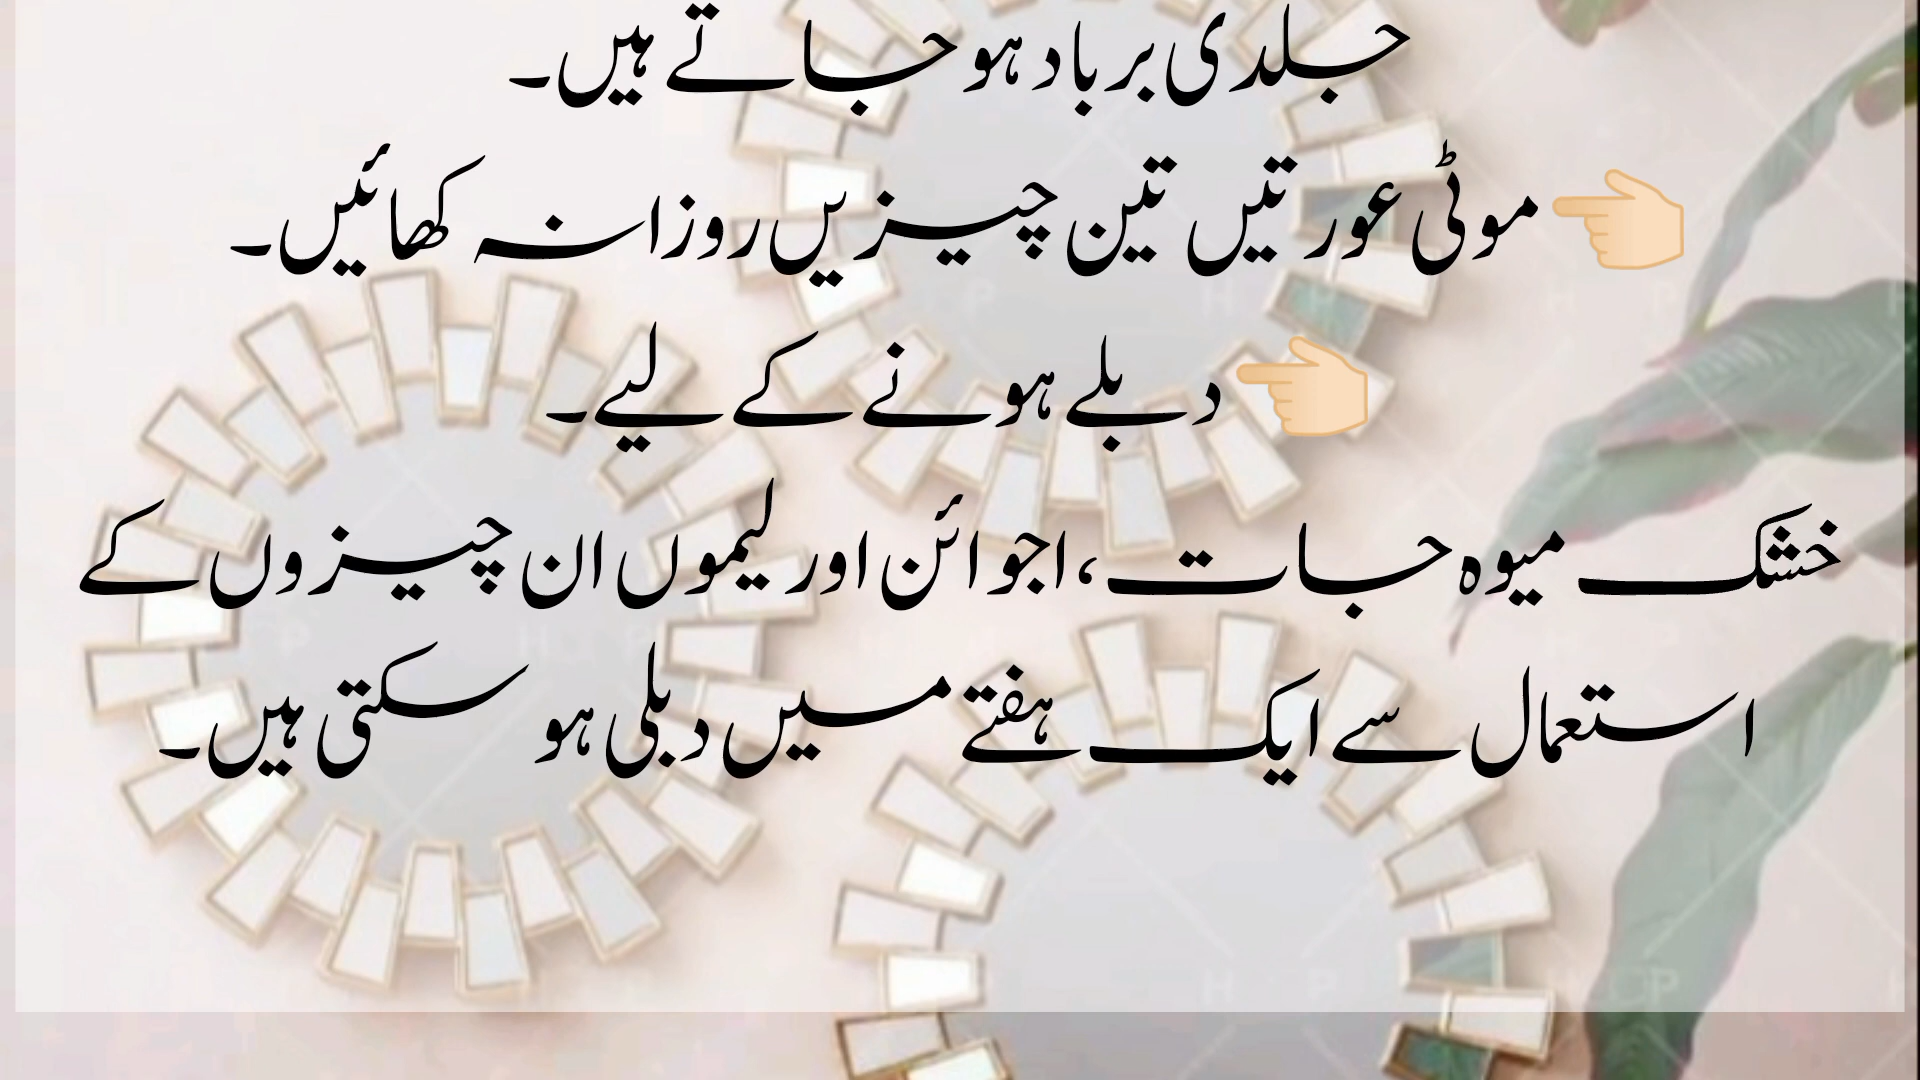 جلدی برباد ہو جاتے ہیں۔
👈🏻موٹی عورتیں تین چیزیں روزانہ کھائیں۔
👈🏻دبلے ہونے کے لیے۔
خشک میوہ جات، اجوائن اور لیموں ان چیزوں کے
استعمال سے ایک ہفتے میں دبلی ہو سکتی ہیں۔